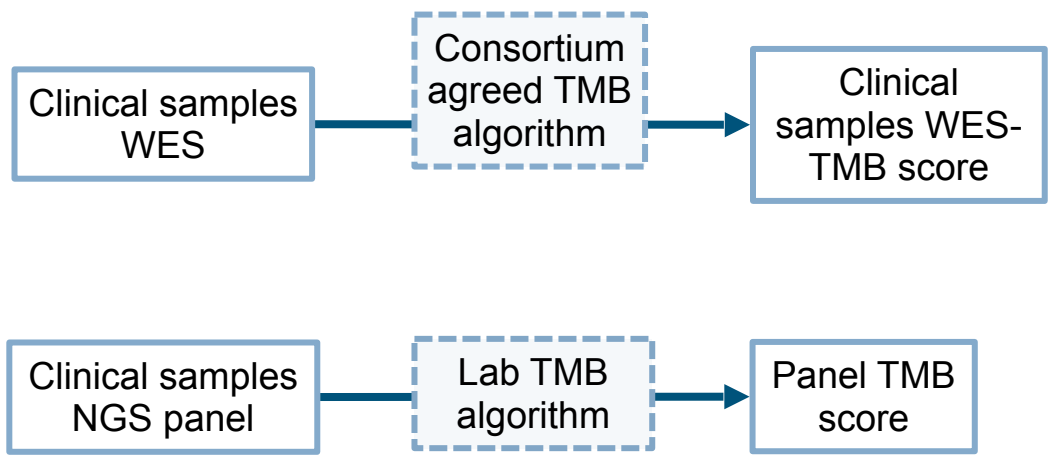 Clinical samples
WES
Consortium
agreed TMB
algorithm
Clinical
samples WES-
TMB score
Clinical samples
NGS panel
Lab TMB
algorithm
Panel TMB
score